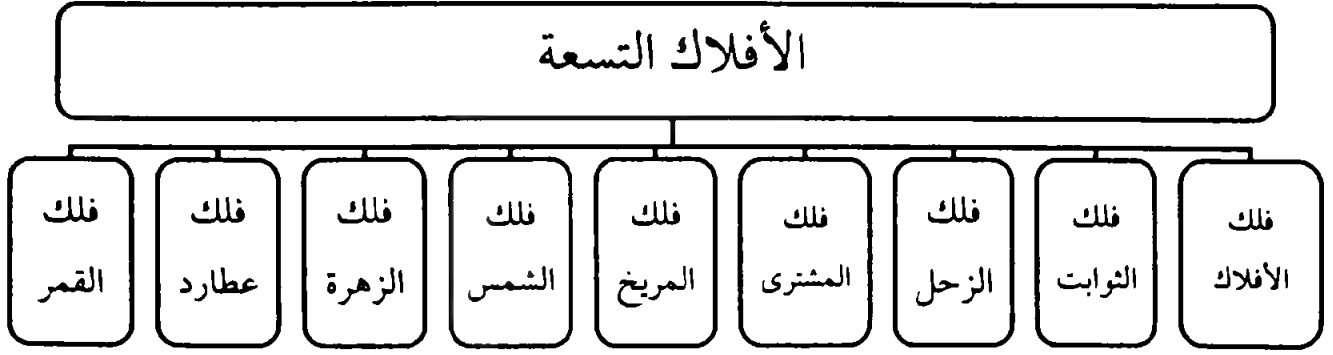 الأفلاك التسعة
فلك
الأفلاك
فلك
الثوابت
فلك
الزحل
فلك
المشترى
فلك
المريخ
فلك
الشمس
فلك
الزهرة
فلك
عطارد
فلك
القمر